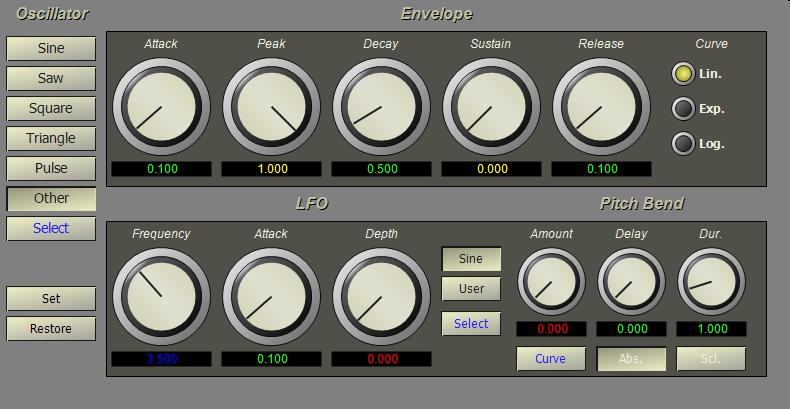 Oscillator
Envelope
Sine
Saw
Square
Triangle
Pulse
Other
Select
Set
Restore
Attack Peak Decay Sustain Release Curve
Lin.
Exp.
Log.
0.100 1.000 0.500 0.000 0.100
LFO
Pitch Bend
Frequency Attack Depth
Sine
User
Select
3.500 0.100 0.000
Amount Delay Dur.
0.000 0.000 1.000
Curve Abs. Scl.